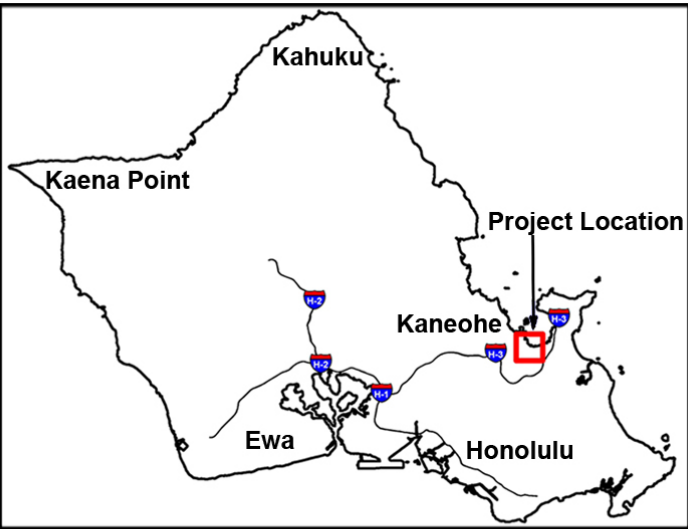 Kahuku
Kaena Point
Project Location
H-2
Kaneohe
H-3
H-3
H-2
H-1
Ewa
Honolulu